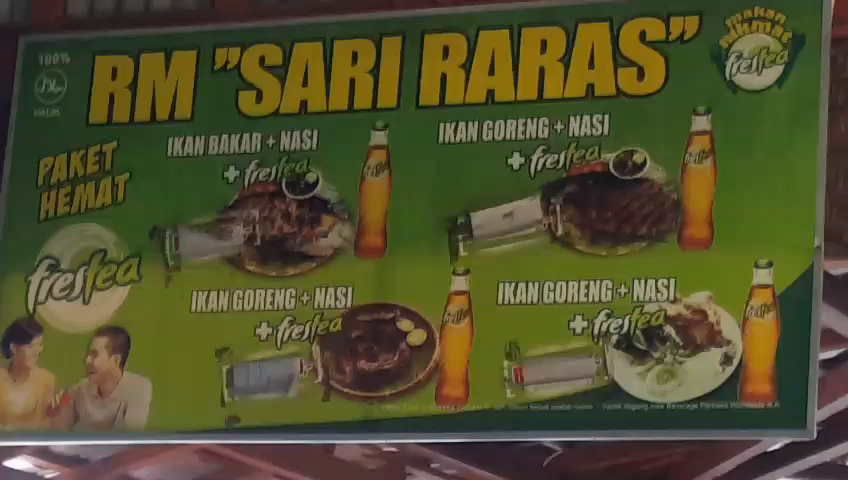 100%
HALAL
RM "SARI RARAS"
makan
nikmat
frestea
PAKET
HEMAT
IKAN BAKAR + NASI
+ frestea
IKAN GORENG + NASI
+ frestea
frestea
IKAN GORENG + NASI
+ frestea
IKAN GORENG + NASI
+ frestea